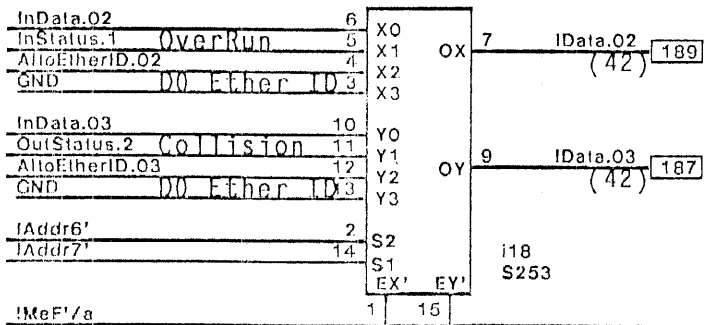 InData.02 6 X0
InStatus.1 OverRun 5 X1 OX 7 IData.02 189
AltoEtherID.02 4 X2 (42)
GND D0 Ether ID 3 X3
InData.03 10 Y0
OutStatus.2 Collision 11 Y1 OY 9 IData.03 187
AltoEtherID.03 12 Y2 (42)
GND D0 Ether ID 13 Y3
IAddr6' 2 S2
IAddr7' 14 S1
i18
S253
EX' EY'
1 15
!MeF'/a